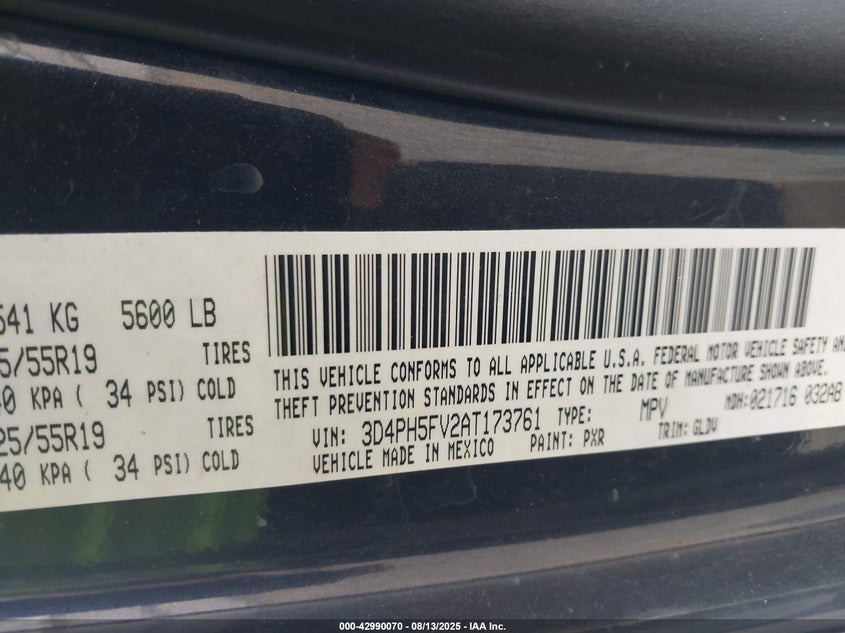 541 KG 5600 LB
5/55R19 TIRES
40 KPA ( 34 PSI) COLD
25/55R19 TIRES
40 KPA ( 34 PSI) COLD
THIS VEHICLE CONFORMS TO ALL APPLICABLE U.S.A. FEDERAL MOTOR VEHICLE SAFETY AND
THEFT PREVENTION STANDARDS IN EFFECT ON THE DATE OF MANUFACTURE SHOWN ABOVE.
VIN: 3D4PH5FV2AT173761 TYPE: MPV MDH:021716 032AB
VEHICLE MADE IN MEXICO PAINT: PXR TRIM: GLDV
000-42990070 - 08/13/2025 - IAA Inc.